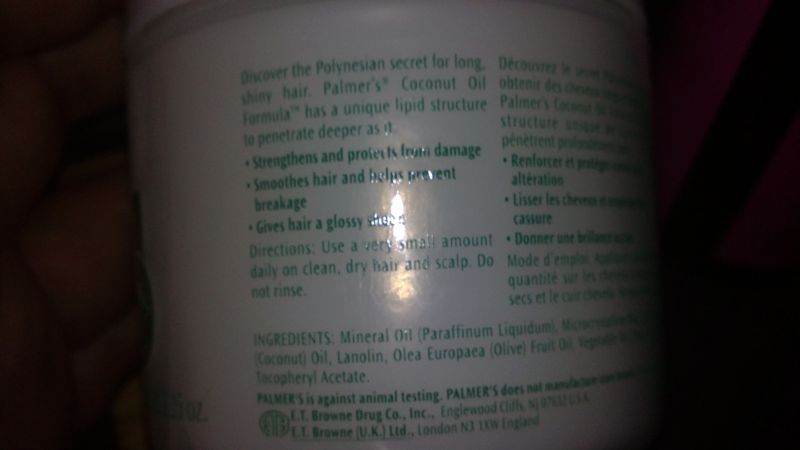 Discover the Polynesian secret for long,
shiny hair. Palmer's® Coconut Oil
Formula™ has a unique lipid structure
to penetrate deeper as it
• Strengthens and protects from damage
• Smoothes hair and helps prevent
breakage
• Gives hair a glossy
Directions: Use a very small amount
daily on clean, dry hair and scalp. Do
not rinse.
Découvrez le secret
obtenir des cheveux
Palmer's Coconut Oil
structure unique
pénètrent
• Renforcer et protéger
altération
• Lisser les cheveux et
cassure
• Donner une brillance
Mode d'emploi.
quantité sur les cheveux
secs et le cuir chevelu.
INGREDIENTS: Mineral Oil (Paraffinum Liquidum),
(Coconut) Oil, Lanolin, Olea Europaea (Olive) Fruit Oil, Vegetable
Tocopheryl Acetate.
PALMER'S is against animal testing. PALMER'S does not manufacture
E.T. Browne Drug Co., Inc., Englewood Cliffs, NJ 07632 U.S.A.
E.T. Browne (U.K.) Ltd., London N3 1XW England
oz.